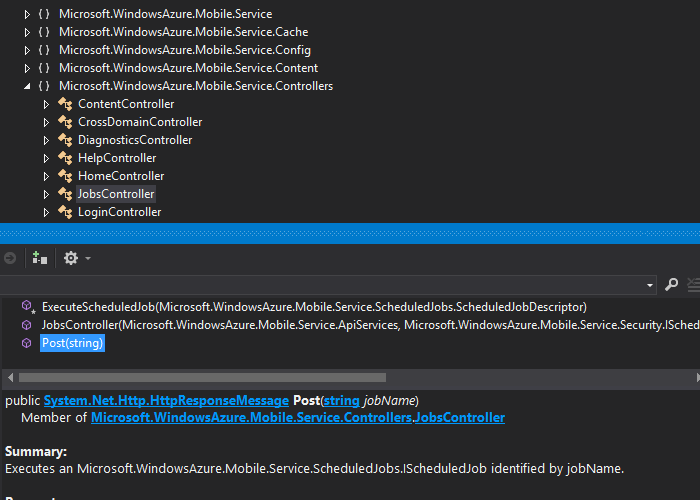 { } Microsoft.WindowsAzure.Mobile.Service
{ } Microsoft.WindowsAzure.Mobile.Service.Cache
{ } Microsoft.WindowsAzure.Mobile.Service.Config
{ } Microsoft.WindowsAzure.Mobile.Service.Content
{ } Microsoft.WindowsAzure.Mobile.Service.Controllers
ContentController
CrossDomainController
DiagnosticsController
HelpController
HomeController
JobsController
LoginController
ExecuteScheduledJob(Microsoft.WindowsAzure.Mobile.Service.ScheduledJobs.ScheduledJobDescriptor)
JobsController(Microsoft.WindowsAzure.Mobile.Service.ApiServices, Microsoft.WindowsAzure.Mobile.Service.Security.ISched
Post(string)
public System.Net.Http.HttpResponseMessage Post(string jobName)
Member of Microsoft.WindowsAzure.Mobile.Service.Controllers.JobsController
Summary:
Executes an Microsoft.WindowsAzure.Mobile.Service.ScheduledJobs.IScheduledJob identified by jobName.